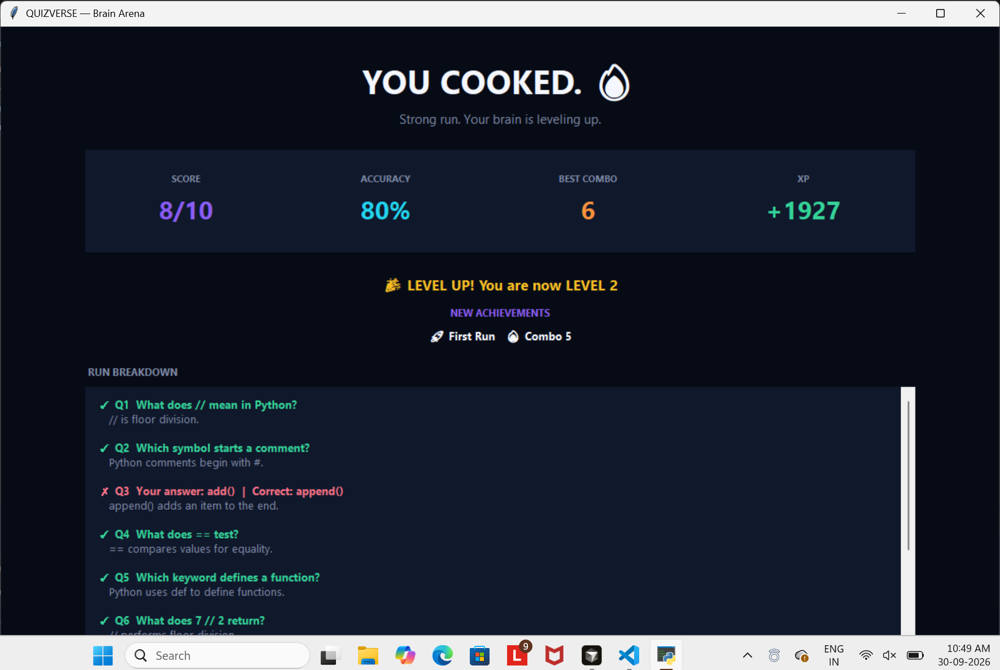 QUIZVERSE — Brain Arena
YOU COOKED.
Strong run. Your brain is leveling up.
SCORE ACCURACY BEST COMBO XP
8/10 80% 6 +1927
LEVEL UP! You are now LEVEL 2
NEW ACHIEVEMENTS
First Run Combo 5
RUN BREAKDOWN
✓ Q1 What does // mean in Python?
// is floor division.
✓ Q2 Which symbol starts a comment?
Python comments begin with #.
✗ Q3 Your answer: add() | Correct: append()
append() adds an item to the end.
✓ Q4 What does == test?
== compares values for equality.
✓ Q5 Which keyword defines a function?
Python uses def to define functions.
✓ Q6 What does 7 // 2 return?
// performs floor division.
Search
L 9
ENG
IN
10:49 AM
30-09-2026